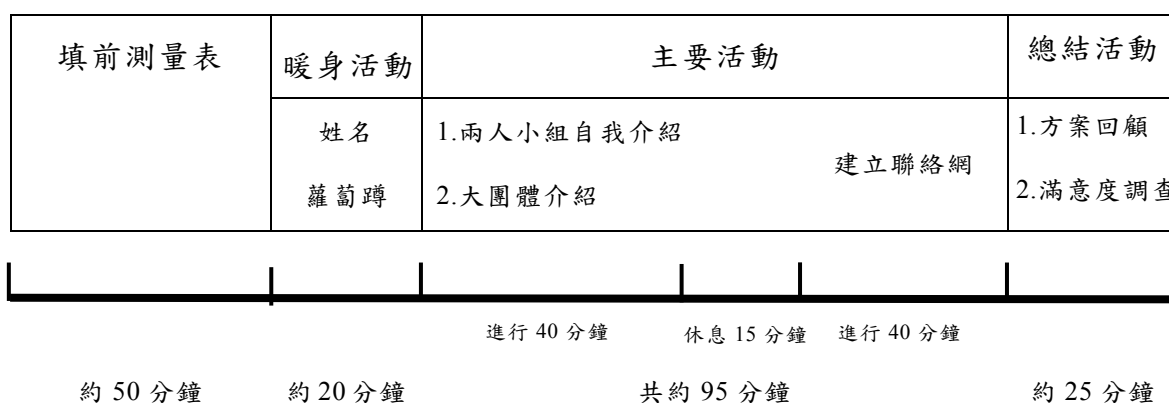 填前測量表
暖身活動
主要活動
總結活動
姓名
蘿蔔蹲
1.兩人小組自我介紹
2.大團體介紹
建立聯絡網
1.方案回顧
2.滿意度調查
進行 40 分鐘
休息 15 分鐘
進行 40 分鐘
約 50 分鐘
約 20 分鐘
共約 95 分鐘
約 25 分鐘